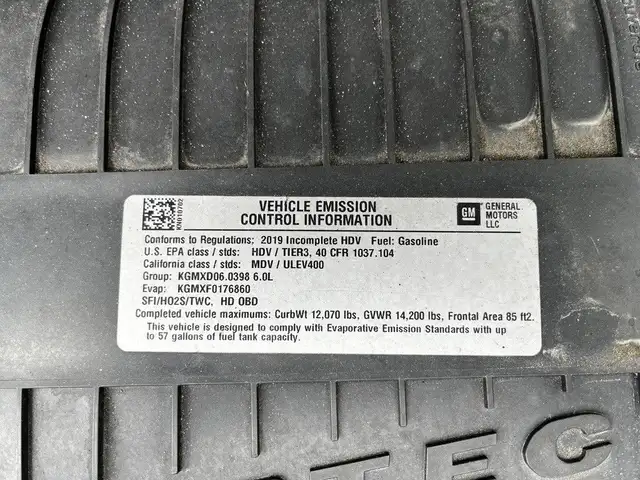 VEHICLE EMISSION
CONTROL INFORMATION
GM GENERAL
MOTORS
LLC
KN010702
Conforms to Regulations; 2019 Incomplete HDV Fuel: Gasoline
U.S. EPA class / stds: HDV / TIER3, 40 CFR 1037.104
California class / stds: MDV / ULEV400
Group: KGMXD06.0398 6.0L
Evap: KGMXF0176860
SFI/HO2S/TWC, HD OBD
Completed vehicle maximums: CurbWt 12,070 lbs, GVWR 14,200 lbs, Frontal Area 85 ft2.
This vehicle is designed to comply with Evaporative Emission Standards with up
to 57 gallons of fuel tank capacity.
TEC